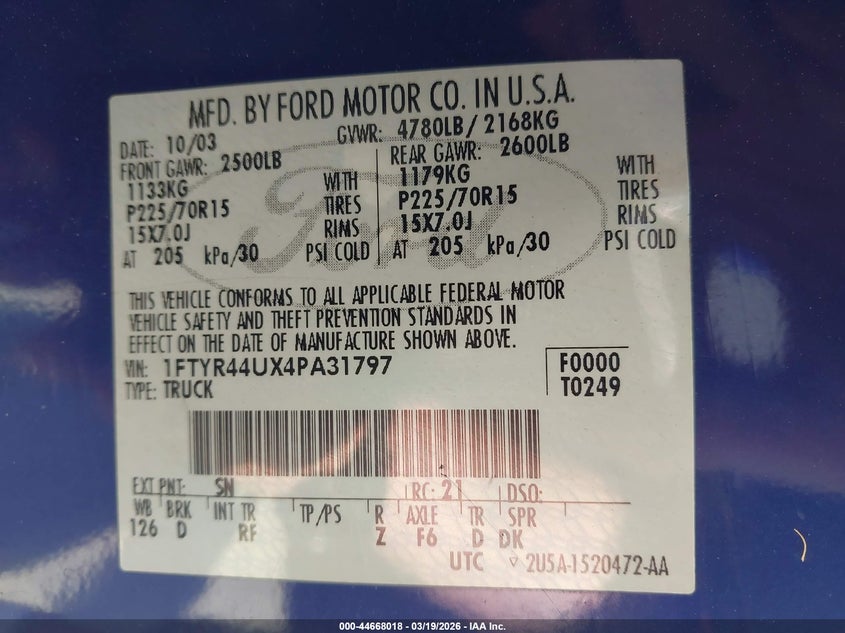 MFD. BY FORD MOTOR CO. IN U.S.A.
DATE: 10/03 GVWR: 4780LB/ 2168KG
FRONT GAWR: 2500LB REAR GAWR: 2600LB
1133KG WITH 1179KG WITH
P225/70R15 TIRES P225/70R15 TIRES
15X7.0J RIMS 15X7.0J RIMS
AT 205 kPa/30 PSI COLD AT 205 kPa/30 PSI COLD
Ford
THIS VEHICLE CONFORMS TO ALL APPLICABLE FEDERAL MOTOR
VEHICLE SAFETY AND THEFT PREVENTION STANDARDS IN
EFFECT ON THE DATE OF MANUFACTURE SHOWN ABOVE.
VIN: 1FTYR44UX4PA31797 F0000
TYPE: TRUCK T0249
EXT PNT: SN RC: 21 DSO:
WB BRK INT TR TP/PS R AXLE TR SPR
126 D RF Z F6 D DK
UTC 2U5A-1520472-AA
000-44668018 - 03/19/2026 - IAA Inc.